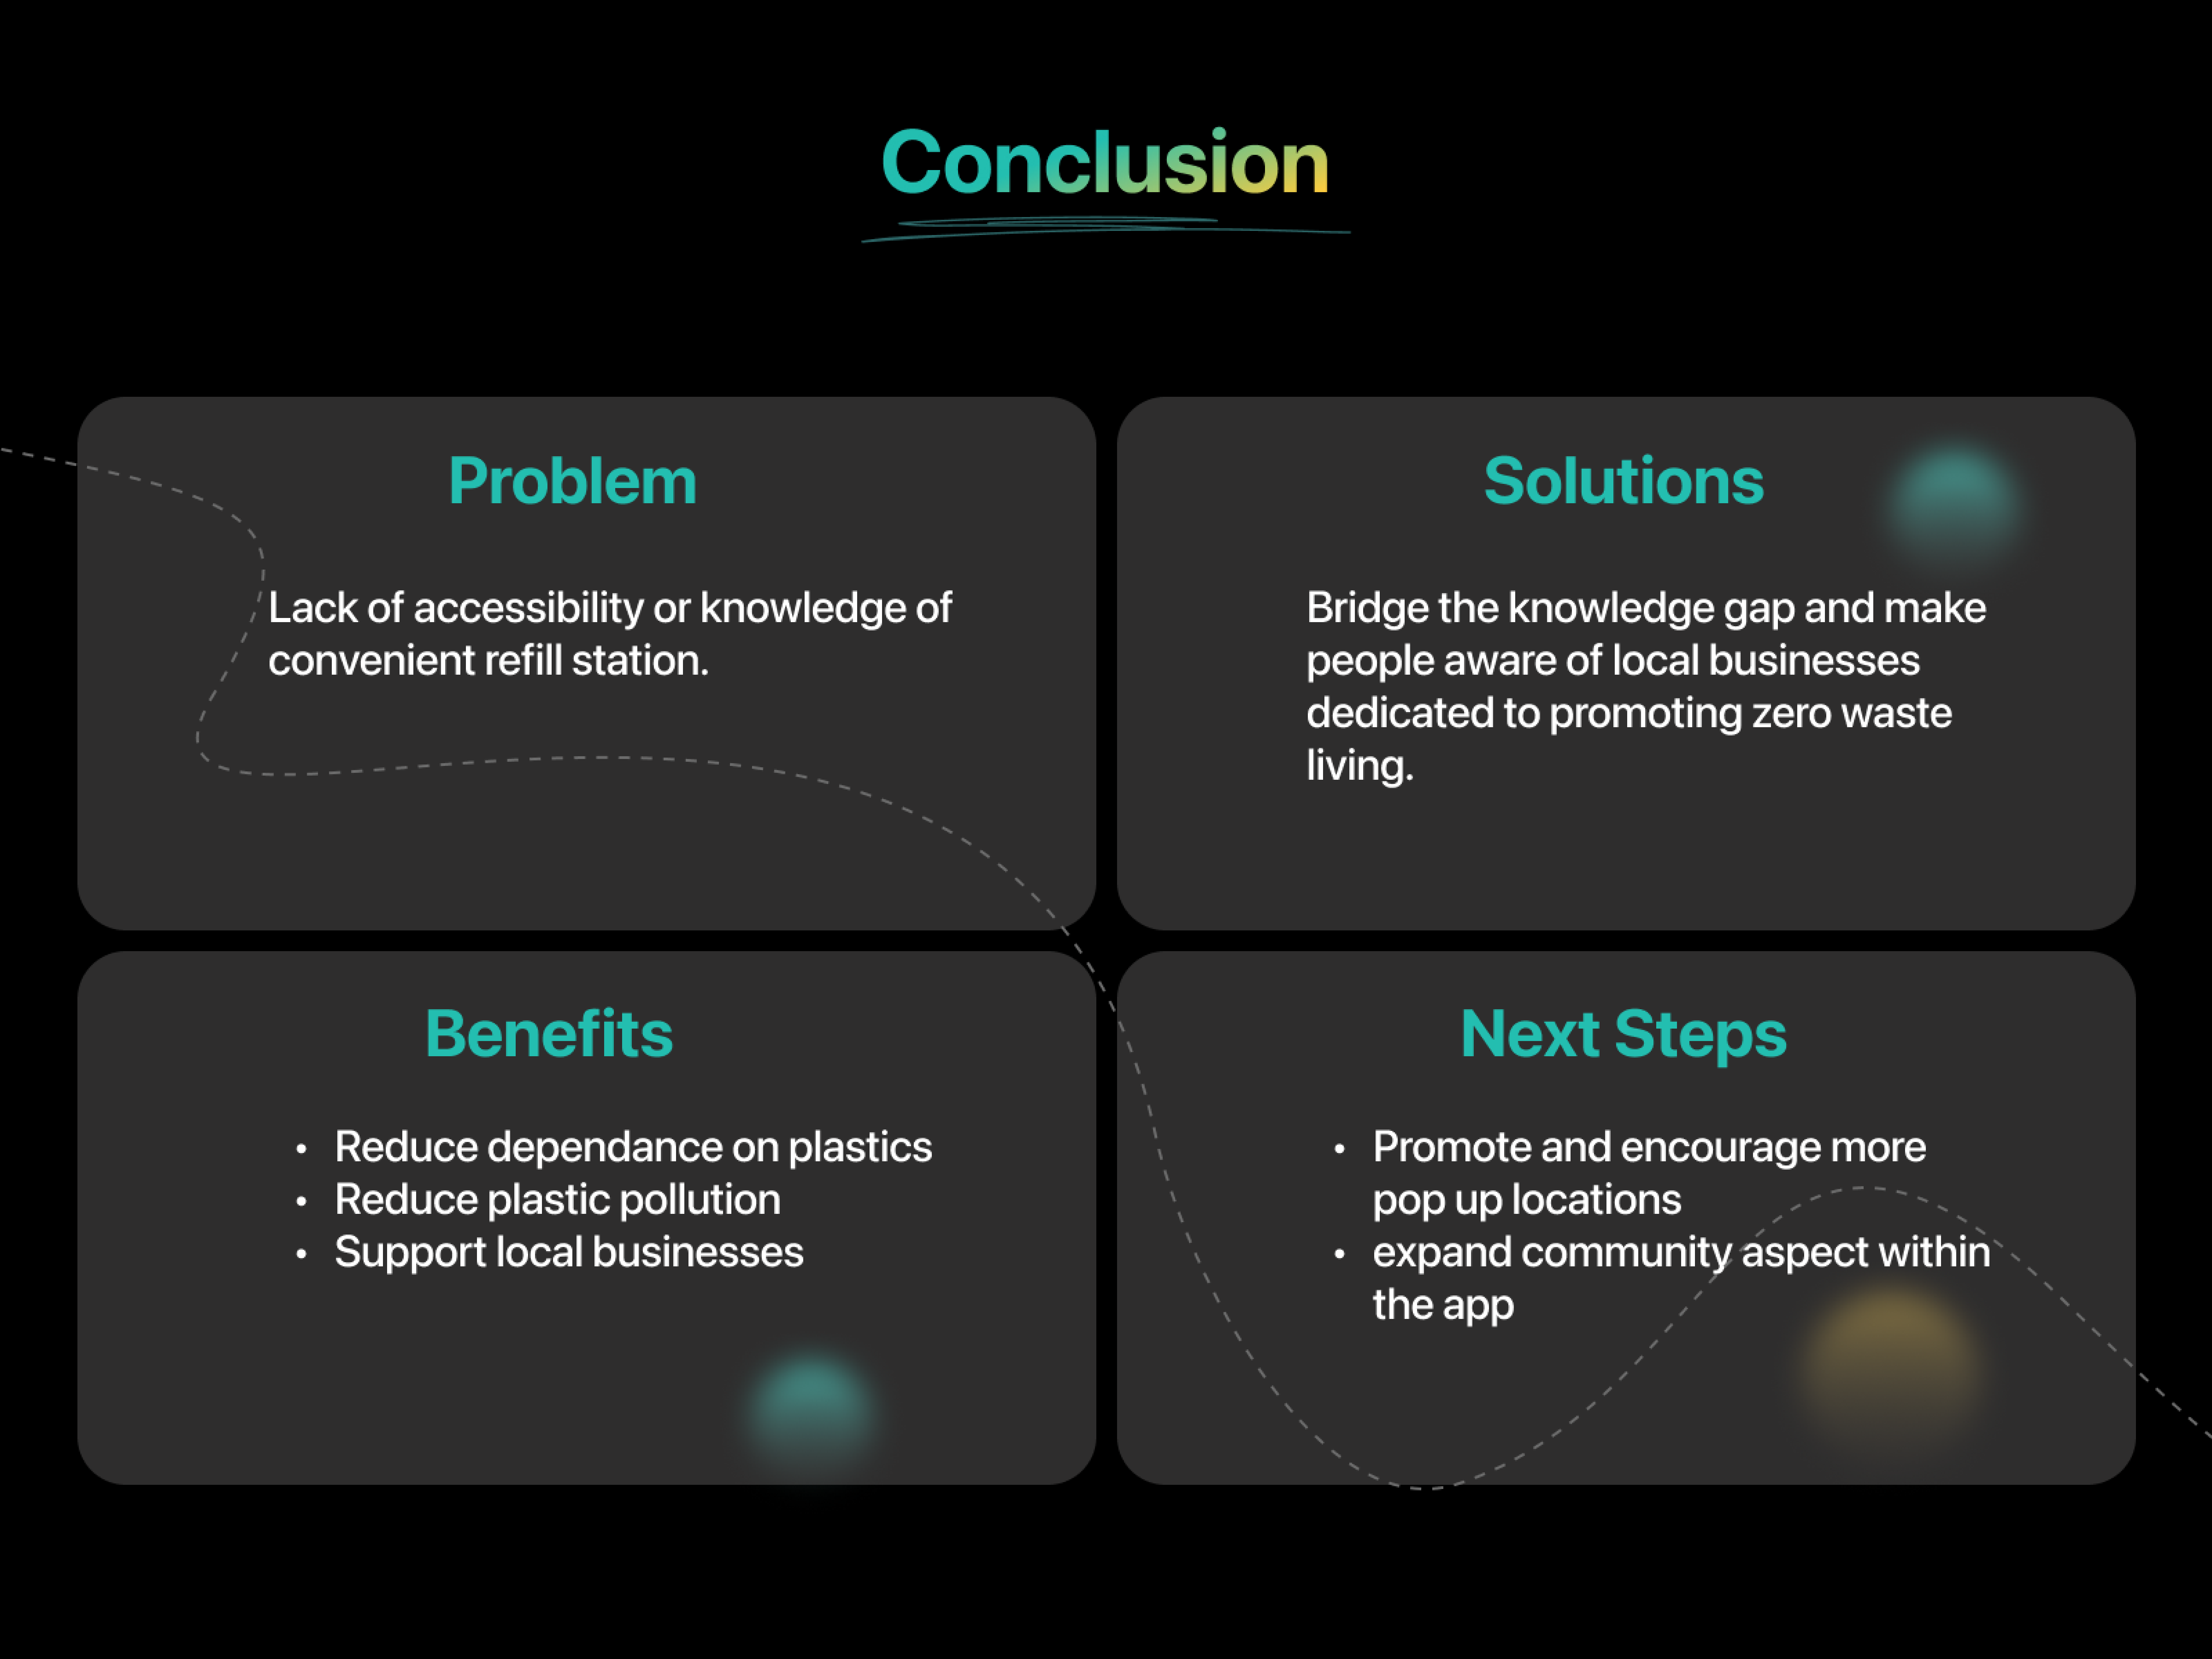 Conclusion
Problem
Lack of accessibility or knowledge of
convenient refill station.
Solutions
Bridge the knowledge gap and make
people aware of local businesses
dedicated to promoting zero waste
living.
Benefits
• Reduce dependance on plastics
• Reduce plastic pollution
• Support local businesses
Next Steps
• Promote and encourage more
pop up locations
• expand community aspect within
the app